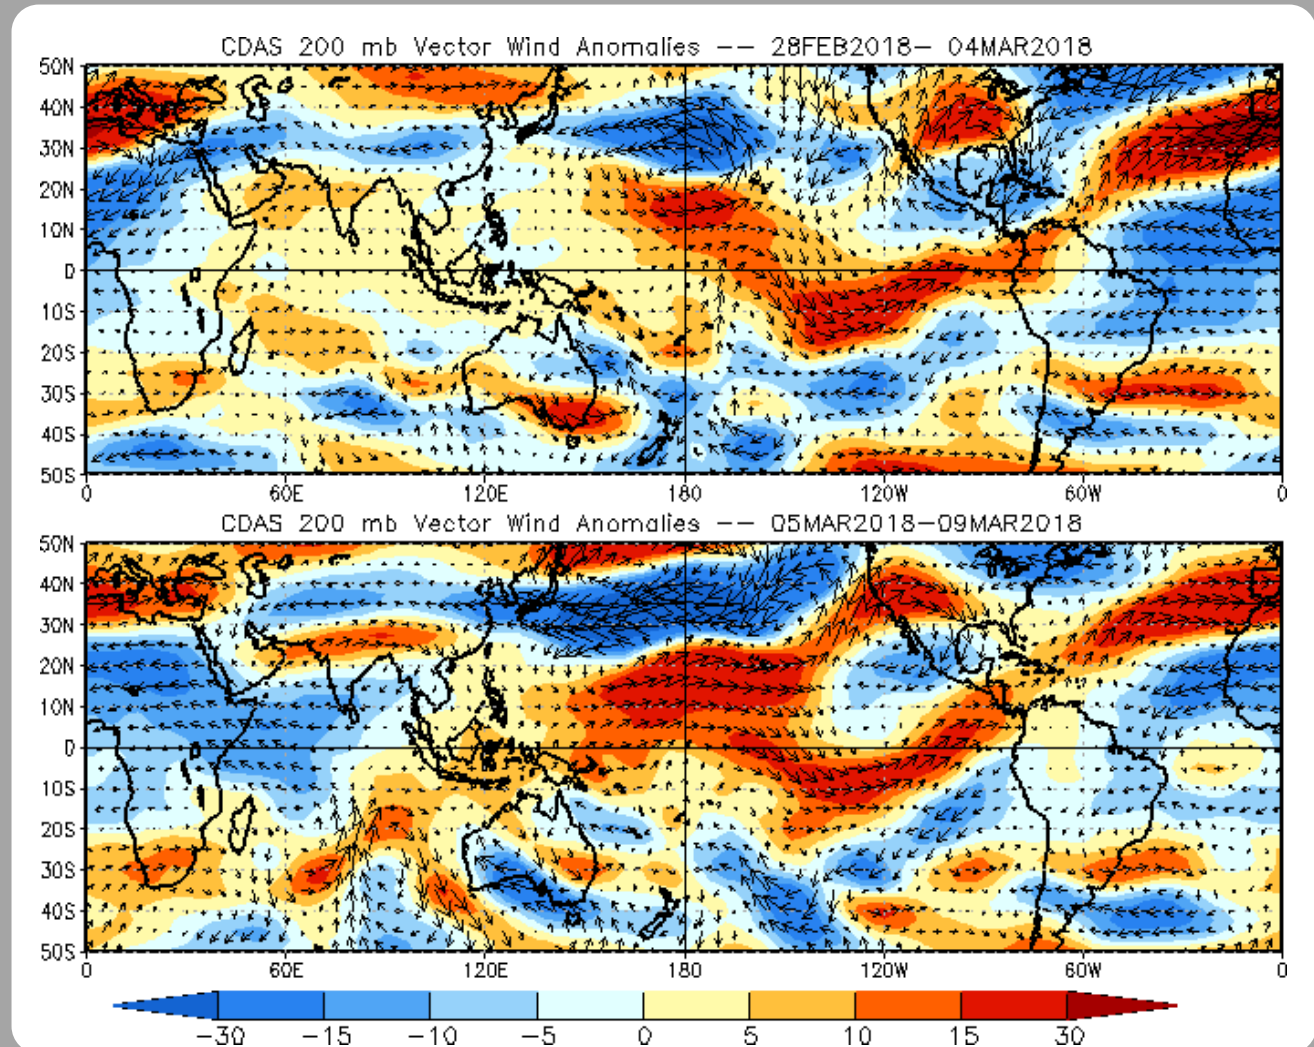 CDAS 200 mb Vector Wind Anomalies -- 28FEB2018- 04MAR2018
50N
40N
30N
20N
10N
0
10S
20S
30S
40S
50S
0 60E 120E 180 120W 60W 0
CDAS 200 mb Vector Wind Anomalies -- 05MAR2018-09MAR2018
50N
40N
30N
20N
10N
0
10S
20S
30S
40S
50S
0 60E 120E 180 120W 60W 0
-30 -15 -10 -5 0 5 10 15 30